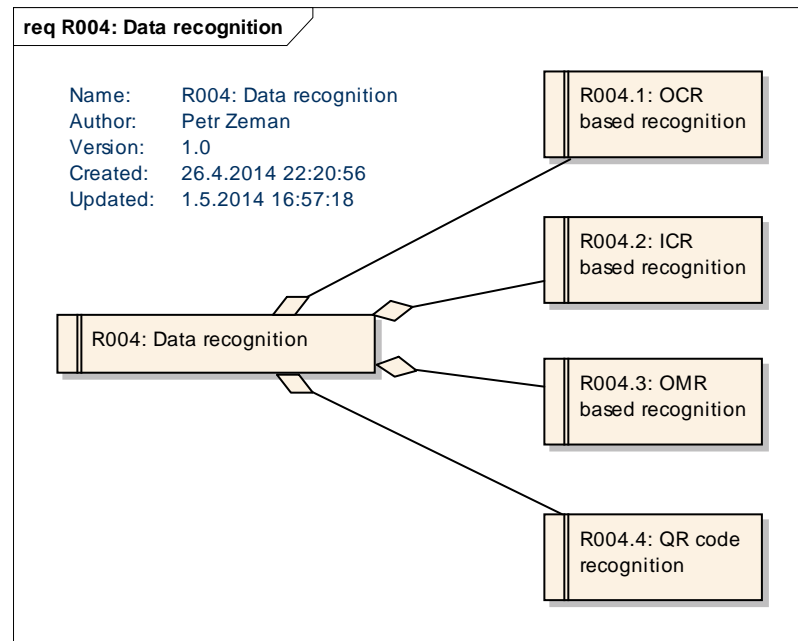 req R004: Data recognition
Name: R004: Data recognition
Author: Petr Zeman
Version: 1.0
Created: 26.4.2014 22:20:56
Updated: 1.5.2014 16:57:18
R004.1: OCR
based recognition
R004.2: ICR
based recognition
R004: Data recognition
R004.3: OMR
based recognition
R004.4: QR code
recognition